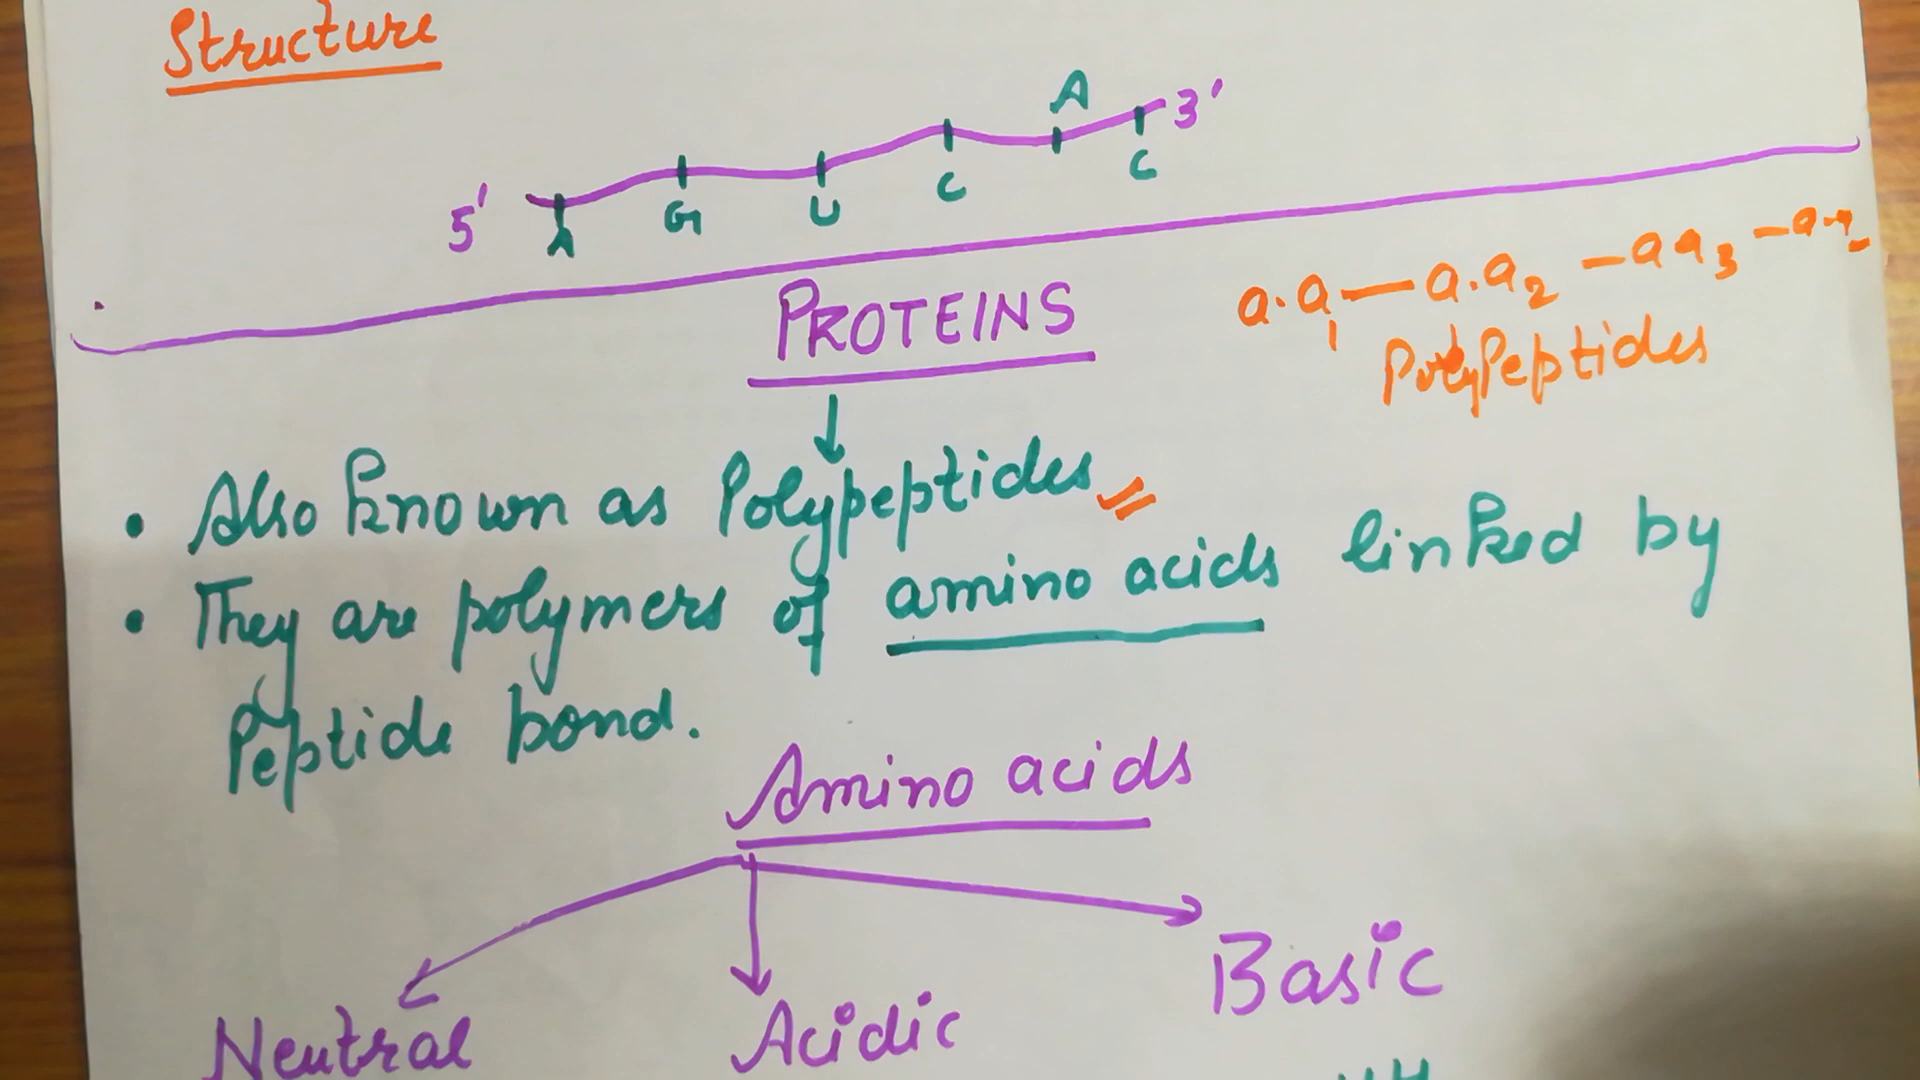 Structure
A
3'
5' A G U C C
PROTEINS
a.a1 — a.a2 — aa3 — a.a
PolyPeptides
• Also known as Polypeptides
• They are polymers of amino acids linked by
Peptide bond.
Amino acids
Neutral Acidic Basic